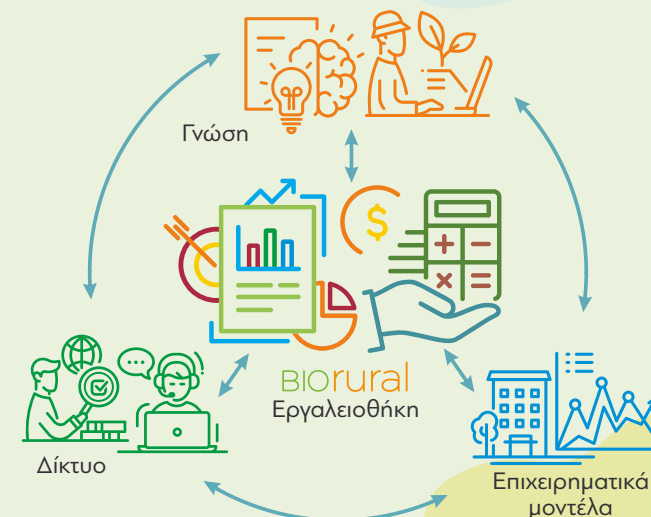 Γνώση
$
BIOrural
Εργαλειοθήκη
Δίκτυο
Επιχειρηματικά
μοντέλα